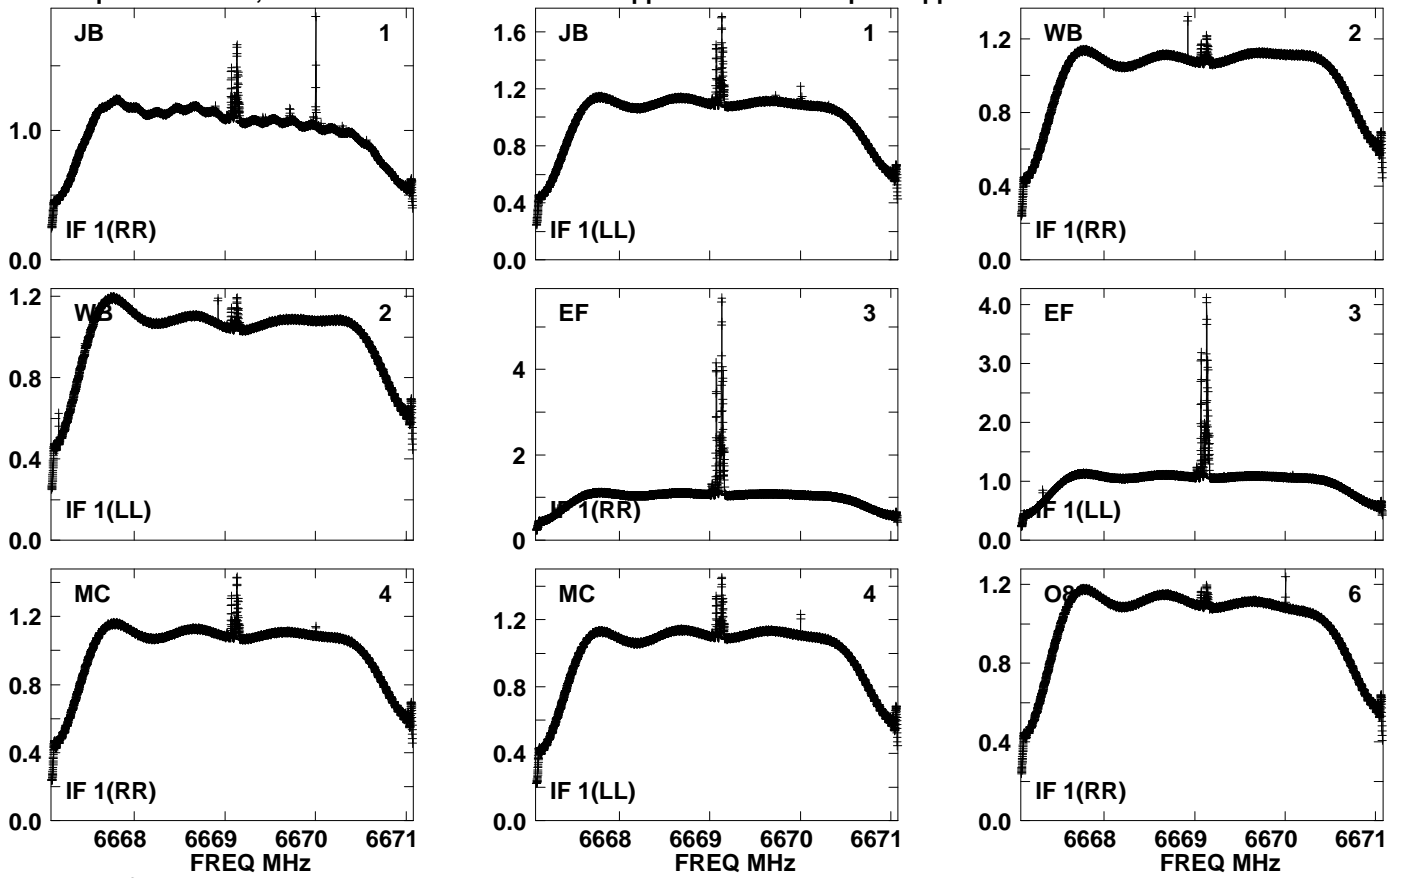 JB 1
1.0
IF 1(RR)
0.0
JB 1
1.6
1.2
0.8
0.4
IF 1(LL)
0.0
WB 2
1.2
0.8
0.4
IF 1(RR)
0.0
WB 2
1.2
0.8
0.4
IF 1(LL)
0.0
EF 3
4
2
IF 1(RR)
0
EF 3
4.0
3.0
2.0
1.0
IF 1(LL)
0.0
MC 4
1.2
0.8
0.4
IF 1(RR)
0.0
6668 6669 6670 6671
FREQ MHz
MC 4
1.2
0.8
0.4
IF 1(LL)
0.0
6668 6669 6670 6671
FREQ MHz
O8 6
1.2
0.8
0.4
IF 1(RR)
0.0
6668 6669 6670 6671
FREQ MHz